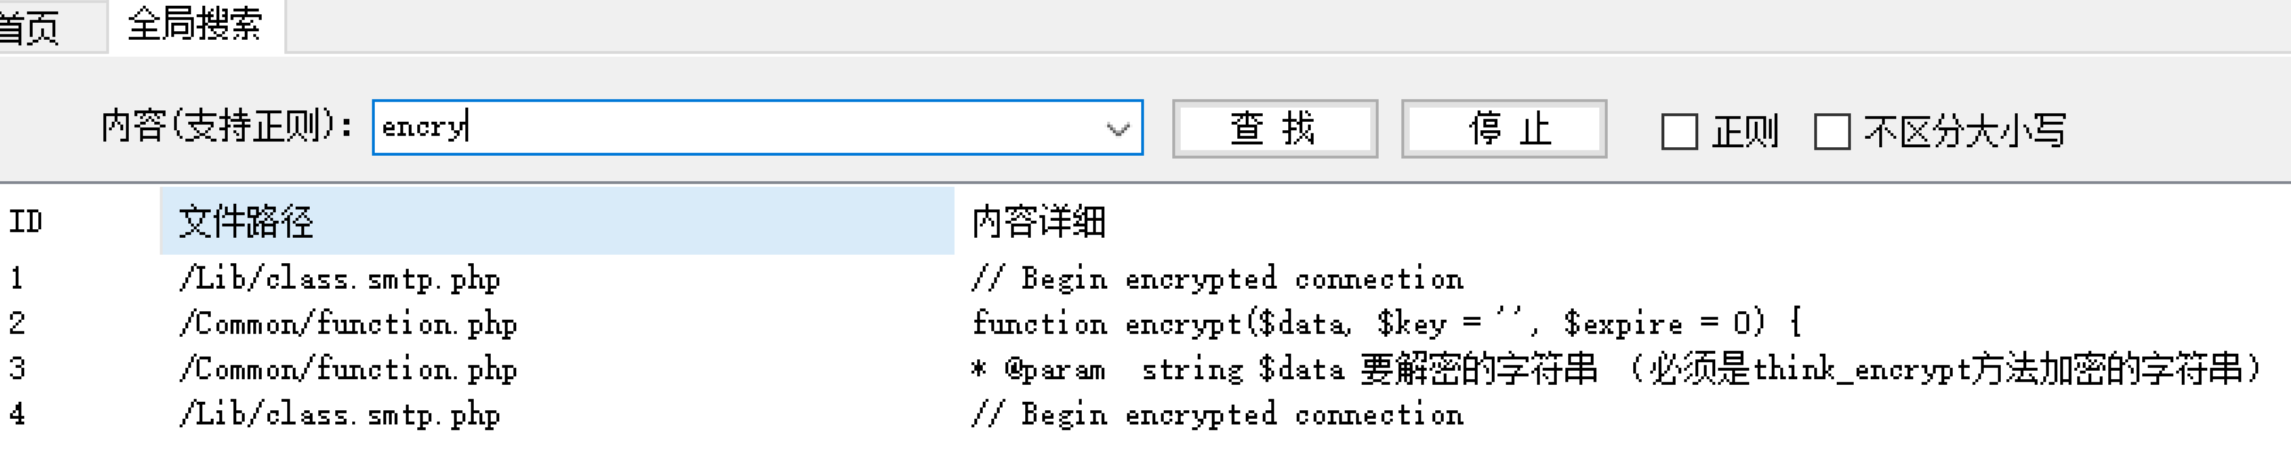 首页 全局搜索
内容(支持正则): encry 查 找 停 止 正则 不区分大小写
ID 文件路径 内容详细
1 /Lib/class.smtp.php // Begin encrypted connection
2 /Common/function.php function encrypt($data, $key = '', $expire = 0) {
3 /Common/function.php * @param  string $data 要解密的字符串 （必须是think_encrypt方法加密的字符串）
4 /Lib/class.smtp.php // Begin encrypted connection